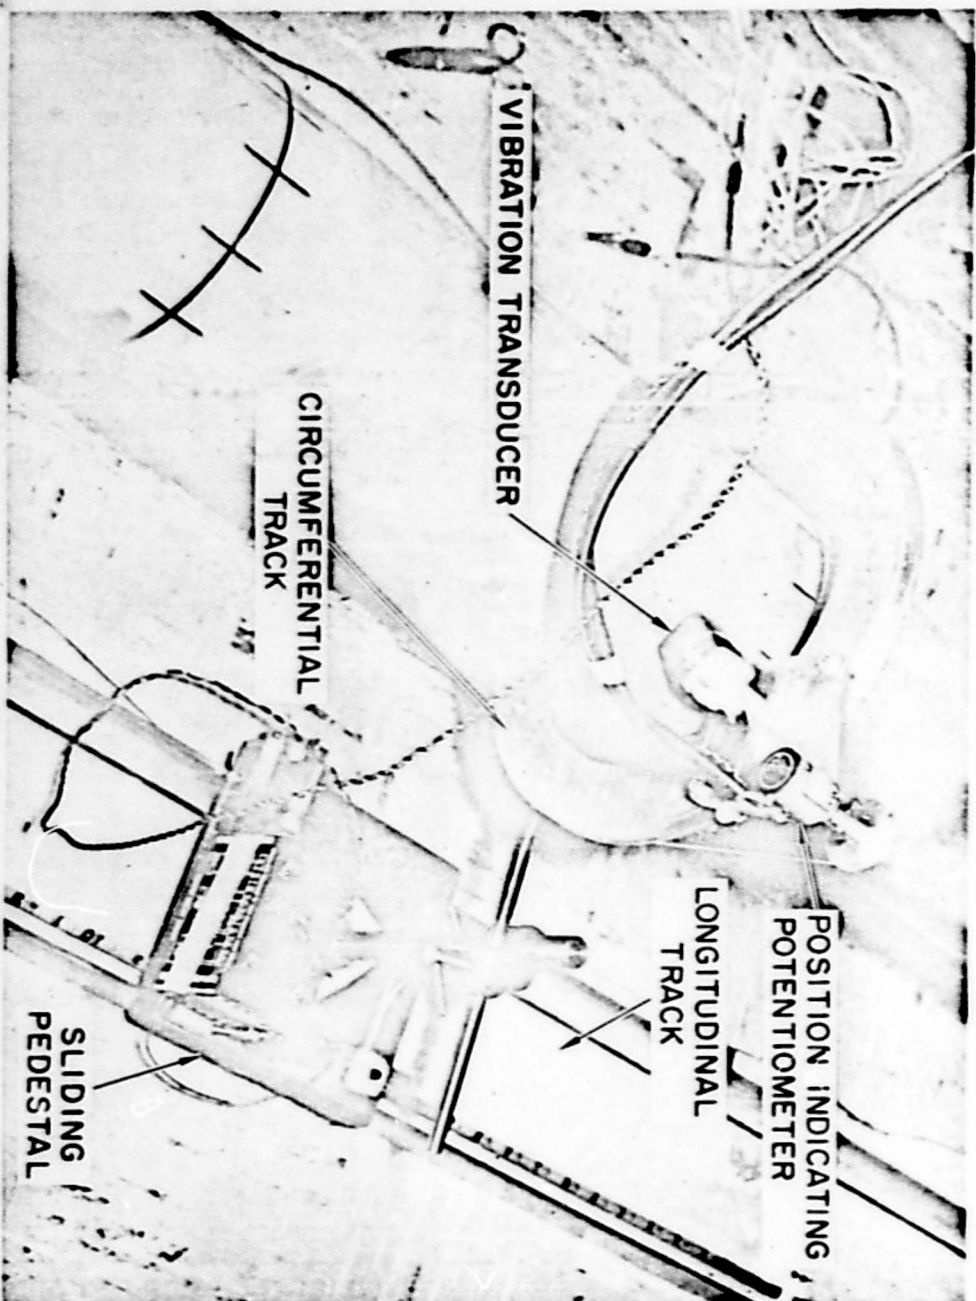 VIBRATION TRANSDUCER
POSITION INDICATING
POTENTIOMETER
CIRCUMFERENTIAL
TRACK
LONGITUDINAL
TRACK
SLIDING
PEDESTAL